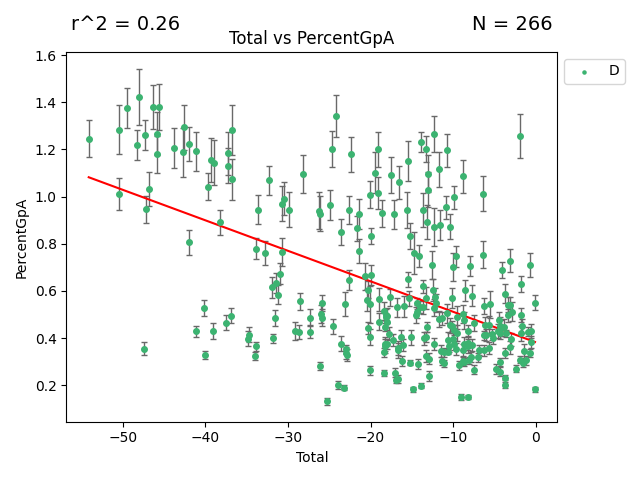 r^2 = 0.26
N = 266
Total vs PercentGpA
D
1.6
1.4
1.2
1.0
0.8
0.6
0.4
0.2
PercentGpA
−50
−40
−30
−20
−10
0
Total